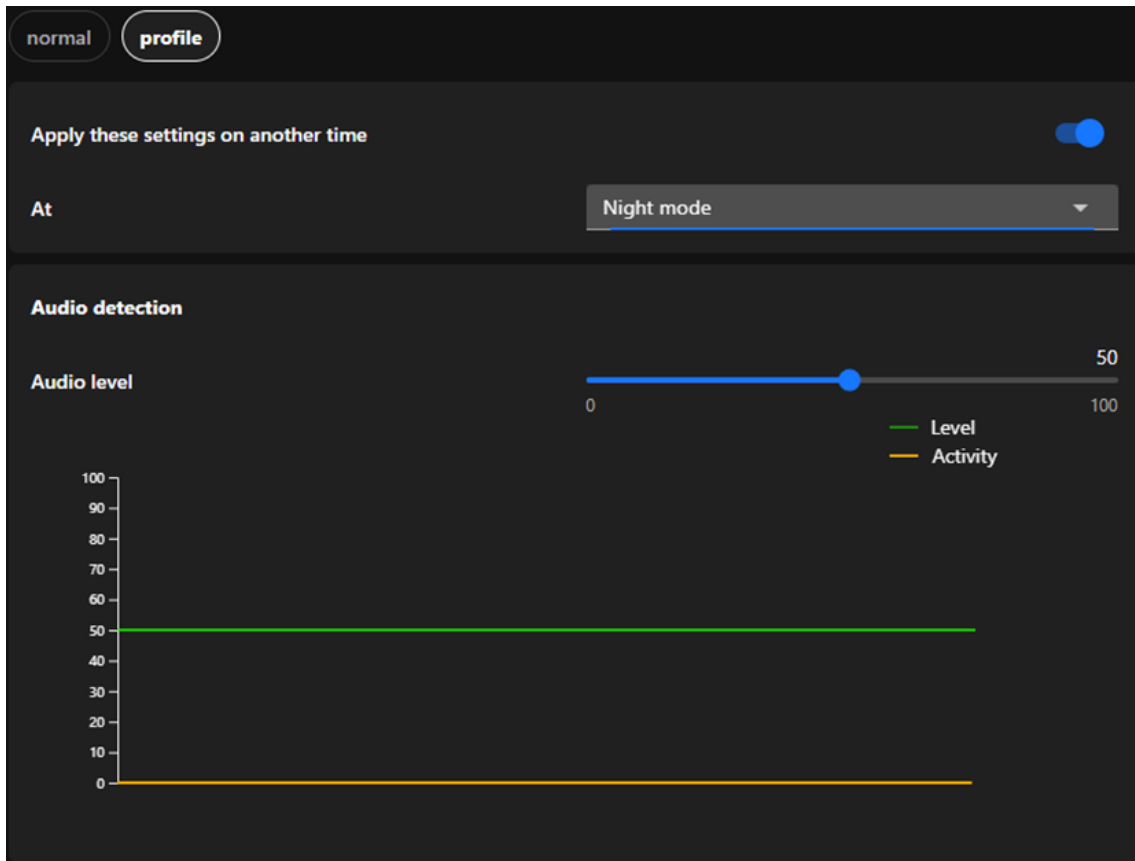 normal profile
Apply these settings on another time
At Night mode
Audio detection
50
Audio level
0 100
Level
Activity
100
90
80
70
60
50
40
30
20
10
0